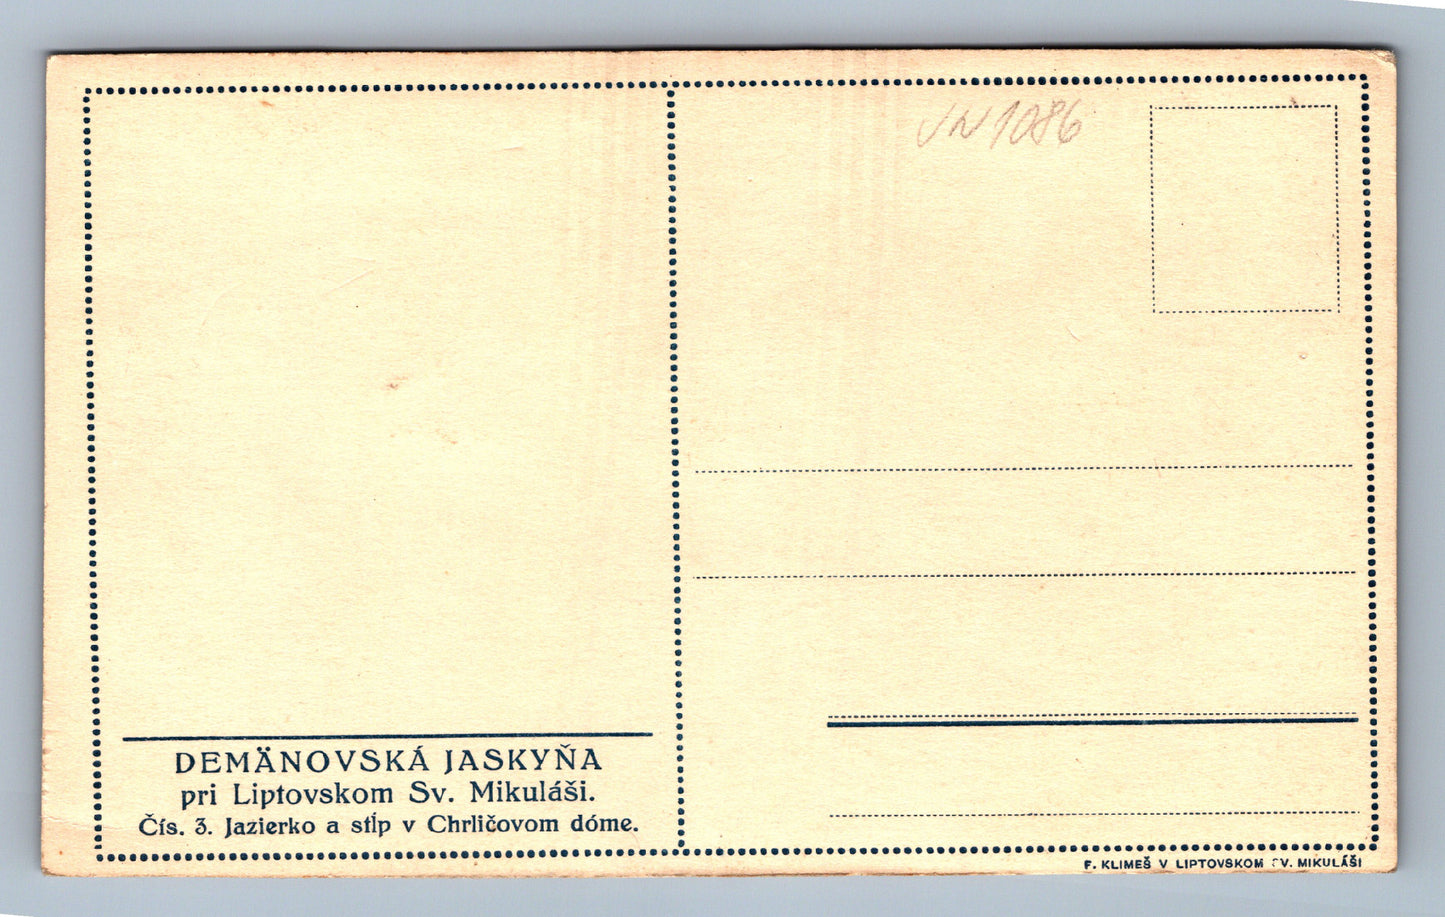 VN1086
DEMÄNOVSKÁ JASKYŇA
pri Liptovskom Sv. Mikuláši.
Čís. 3. Jazierko a stĺp v Chrličovom dóme.
F. KLIMEŠ V LIPTOVSKOM SV. MIKULÁŠI